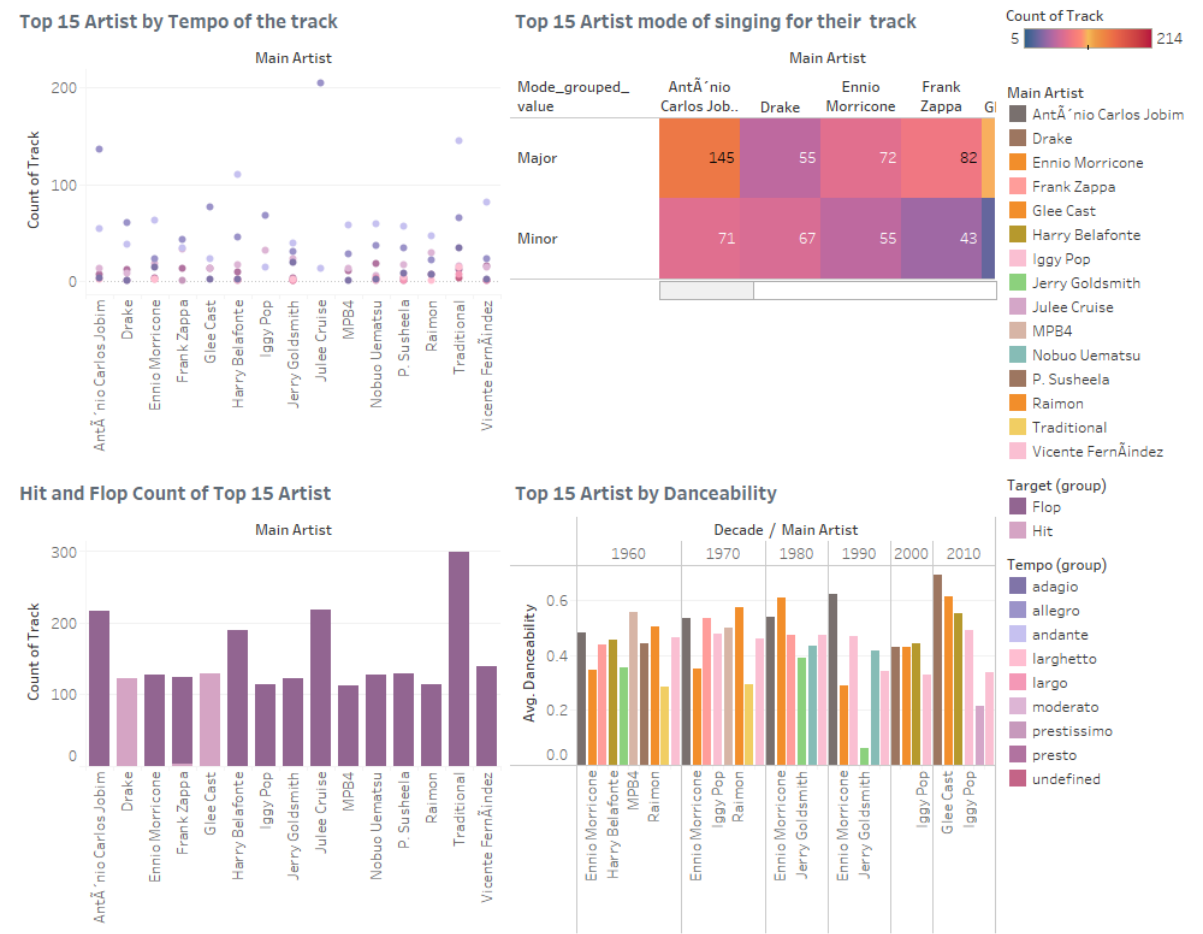 Top 15 Artist by Tempo of the track
Main Artist
Count of Track
200
100
0
AntÃ´nio Carlos Jobim
Drake
Ennio Morricone
Frank Zappa
Glee Cast
Harry Belafonte
Iggy Pop
Jerry Goldsmith
Julee Cruise
MPB4
Nobuo Uematsu
P. Susheela
Raimon
Traditional
Vicente FernÃ¡indez
Top 15 Artist mode of singing for their track
Main Artist
Mode_grouped_
value
AntÃ´nio
Carlos Job..
Drake
Ennio
Morricone
Frank
Zappa
Gl
Major
145
55
72
82
Minor
71
67
55
43
Count of Track
5
214
Main Artist
AntÃ´nio Carlos Jobim
Drake
Ennio Morricone
Frank Zappa
Glee Cast
Harry Belafonte
Iggy Pop
Jerry Goldsmith
Julee Cruise
MPB4
Nobuo Uematsu
P. Susheela
Raimon
Traditional
Vicente FernÃ¡indez
Target (group)
Flop
Hit
Tempo (group)
adagio
allegro
andante
larghetto
largo
moderato
prestissimo
presto
undefined
Hit and Flop Count of Top 15 Artist
Main Artist
Count of Track
300
200
100
0
AntÃ´nio Carlos Jobim
Drake
Ennio Morricone
Frank Zappa
Glee Cast
Harry Belafonte
Iggy Pop
Jerry Goldsmith
Julee Cruise
MPB4
Nobuo Uematsu
P. Susheela
Raimon
Traditional
Vicente FernÃ¡indez
Top 15 Artist by Danceability
Decade / Main Artist
1960
1970
1980
1990
2000
2010
Avg. Danceability
0.6
0.4
0.2
0.0
Ennio Morricone
Harry Belafonte
MPB4
Raimon
Ennio Morricone
Iggy Pop
Raimon
Ennio Morricone
Jerry Goldsmith
Ennio Morricone
Jerry Goldsmith
Iggy Pop
Glee Cast
Iggy Pop